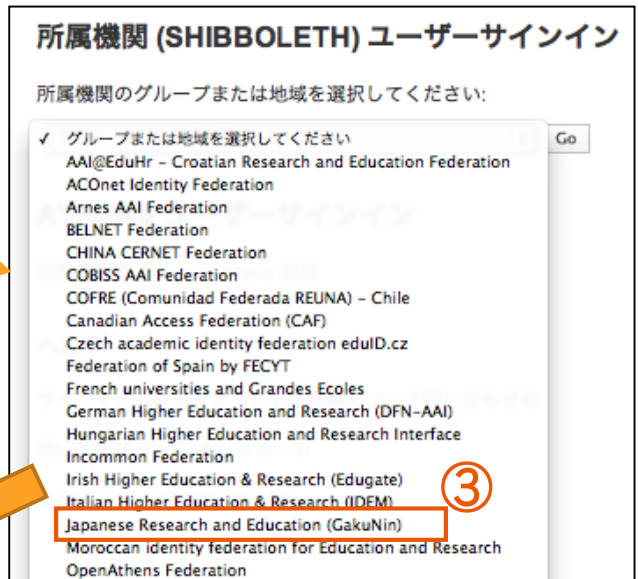 所属機関 (SHIBBOLETH) ユーザーサインイン
所属機関のグループまたは地域を選択してください:
✓ グループまたは地域を選択してください
Go
AAI@EduHr – Croatian Research and Education Federation
ACOnet Identity Federation
Arnes AAI Federation
BELNET Federation
CHINA CERNET Federation
COBISS AAI Federation
COFRE (Comunidad Federada REUNA) – Chile
Canadian Access Federation (CAF)
Czech academic identity federation eduID.cz
Federation of Spain by FECYT
French universities and Grandes Ecoles
German Higher Education and Research (DFN-AAI)
Hungarian Higher Education and Research Interface
Incommon Federation
Irish Higher Education & Research (Edugate)
Italian Higher Education & Research (IDEM)
③
Japanese Research and Education (GakuNin)
Moroccan identity federation for Education and Research
OpenAthens Federation